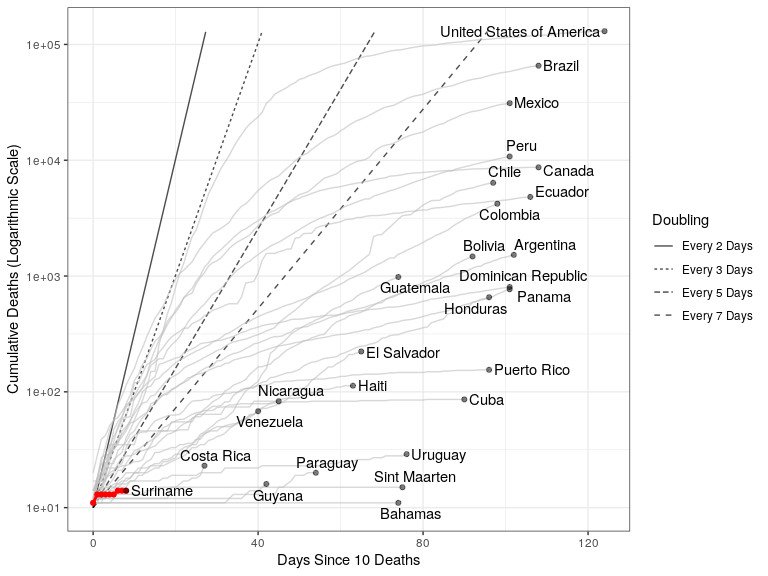 United States of America
1e+05
Brazil
Mexico
Peru
1e+04
Chile
Canada
Ecuador
Colombia
Bolivia
Argentina
1e+03
Guatemala
Dominican Republic
Panama
Honduras
El Salvador
Puerto Rico
1e+02
Nicaragua
Haiti
Cuba
Venezuela
Costa Rica
Paraguay
Uruguay
Sint Maarten
Suriname
Guyana
1e+01
Bahamas
0
40
80
120
Days Since 10 Deaths
Cumulative Deaths (Logarithmic Scale)
Doubling
Every 2 Days
Every 3 Days
Every 5 Days
Every 7 Days